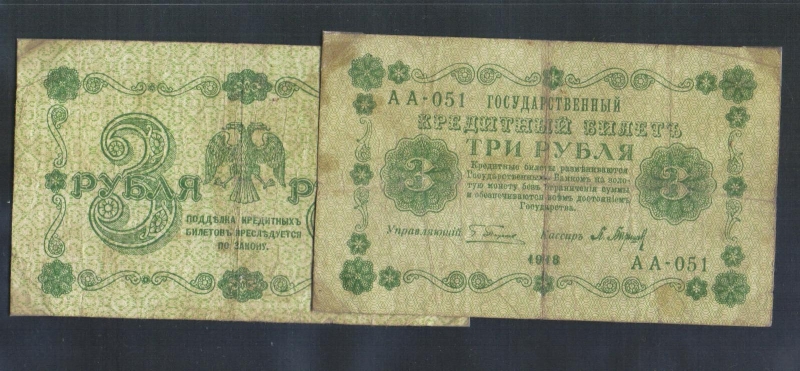 3
РУБЛЯ
Р
ПОДДѢЛКА КРЕДИТНЫХЪ
БИЛЕТОВЪ ПРЕСЛѢДУЕТСЯ
ПО ЗАКОНУ.
АА-051 ГОСУДАРСТВЕННЫЙ
КРЕДИТНЫЙ БИЛЕТЪ
ТРИ РУБЛЯ
3
Кредитные билеты размѣниваются
Государственнымъ Банкомъ на золо-
тую монету, безъ ограниченія суммы
и обезпечиваются всѣмъ достояніемъ
Государства.
3
Управляющій
Кассиръ
1918
АА-051